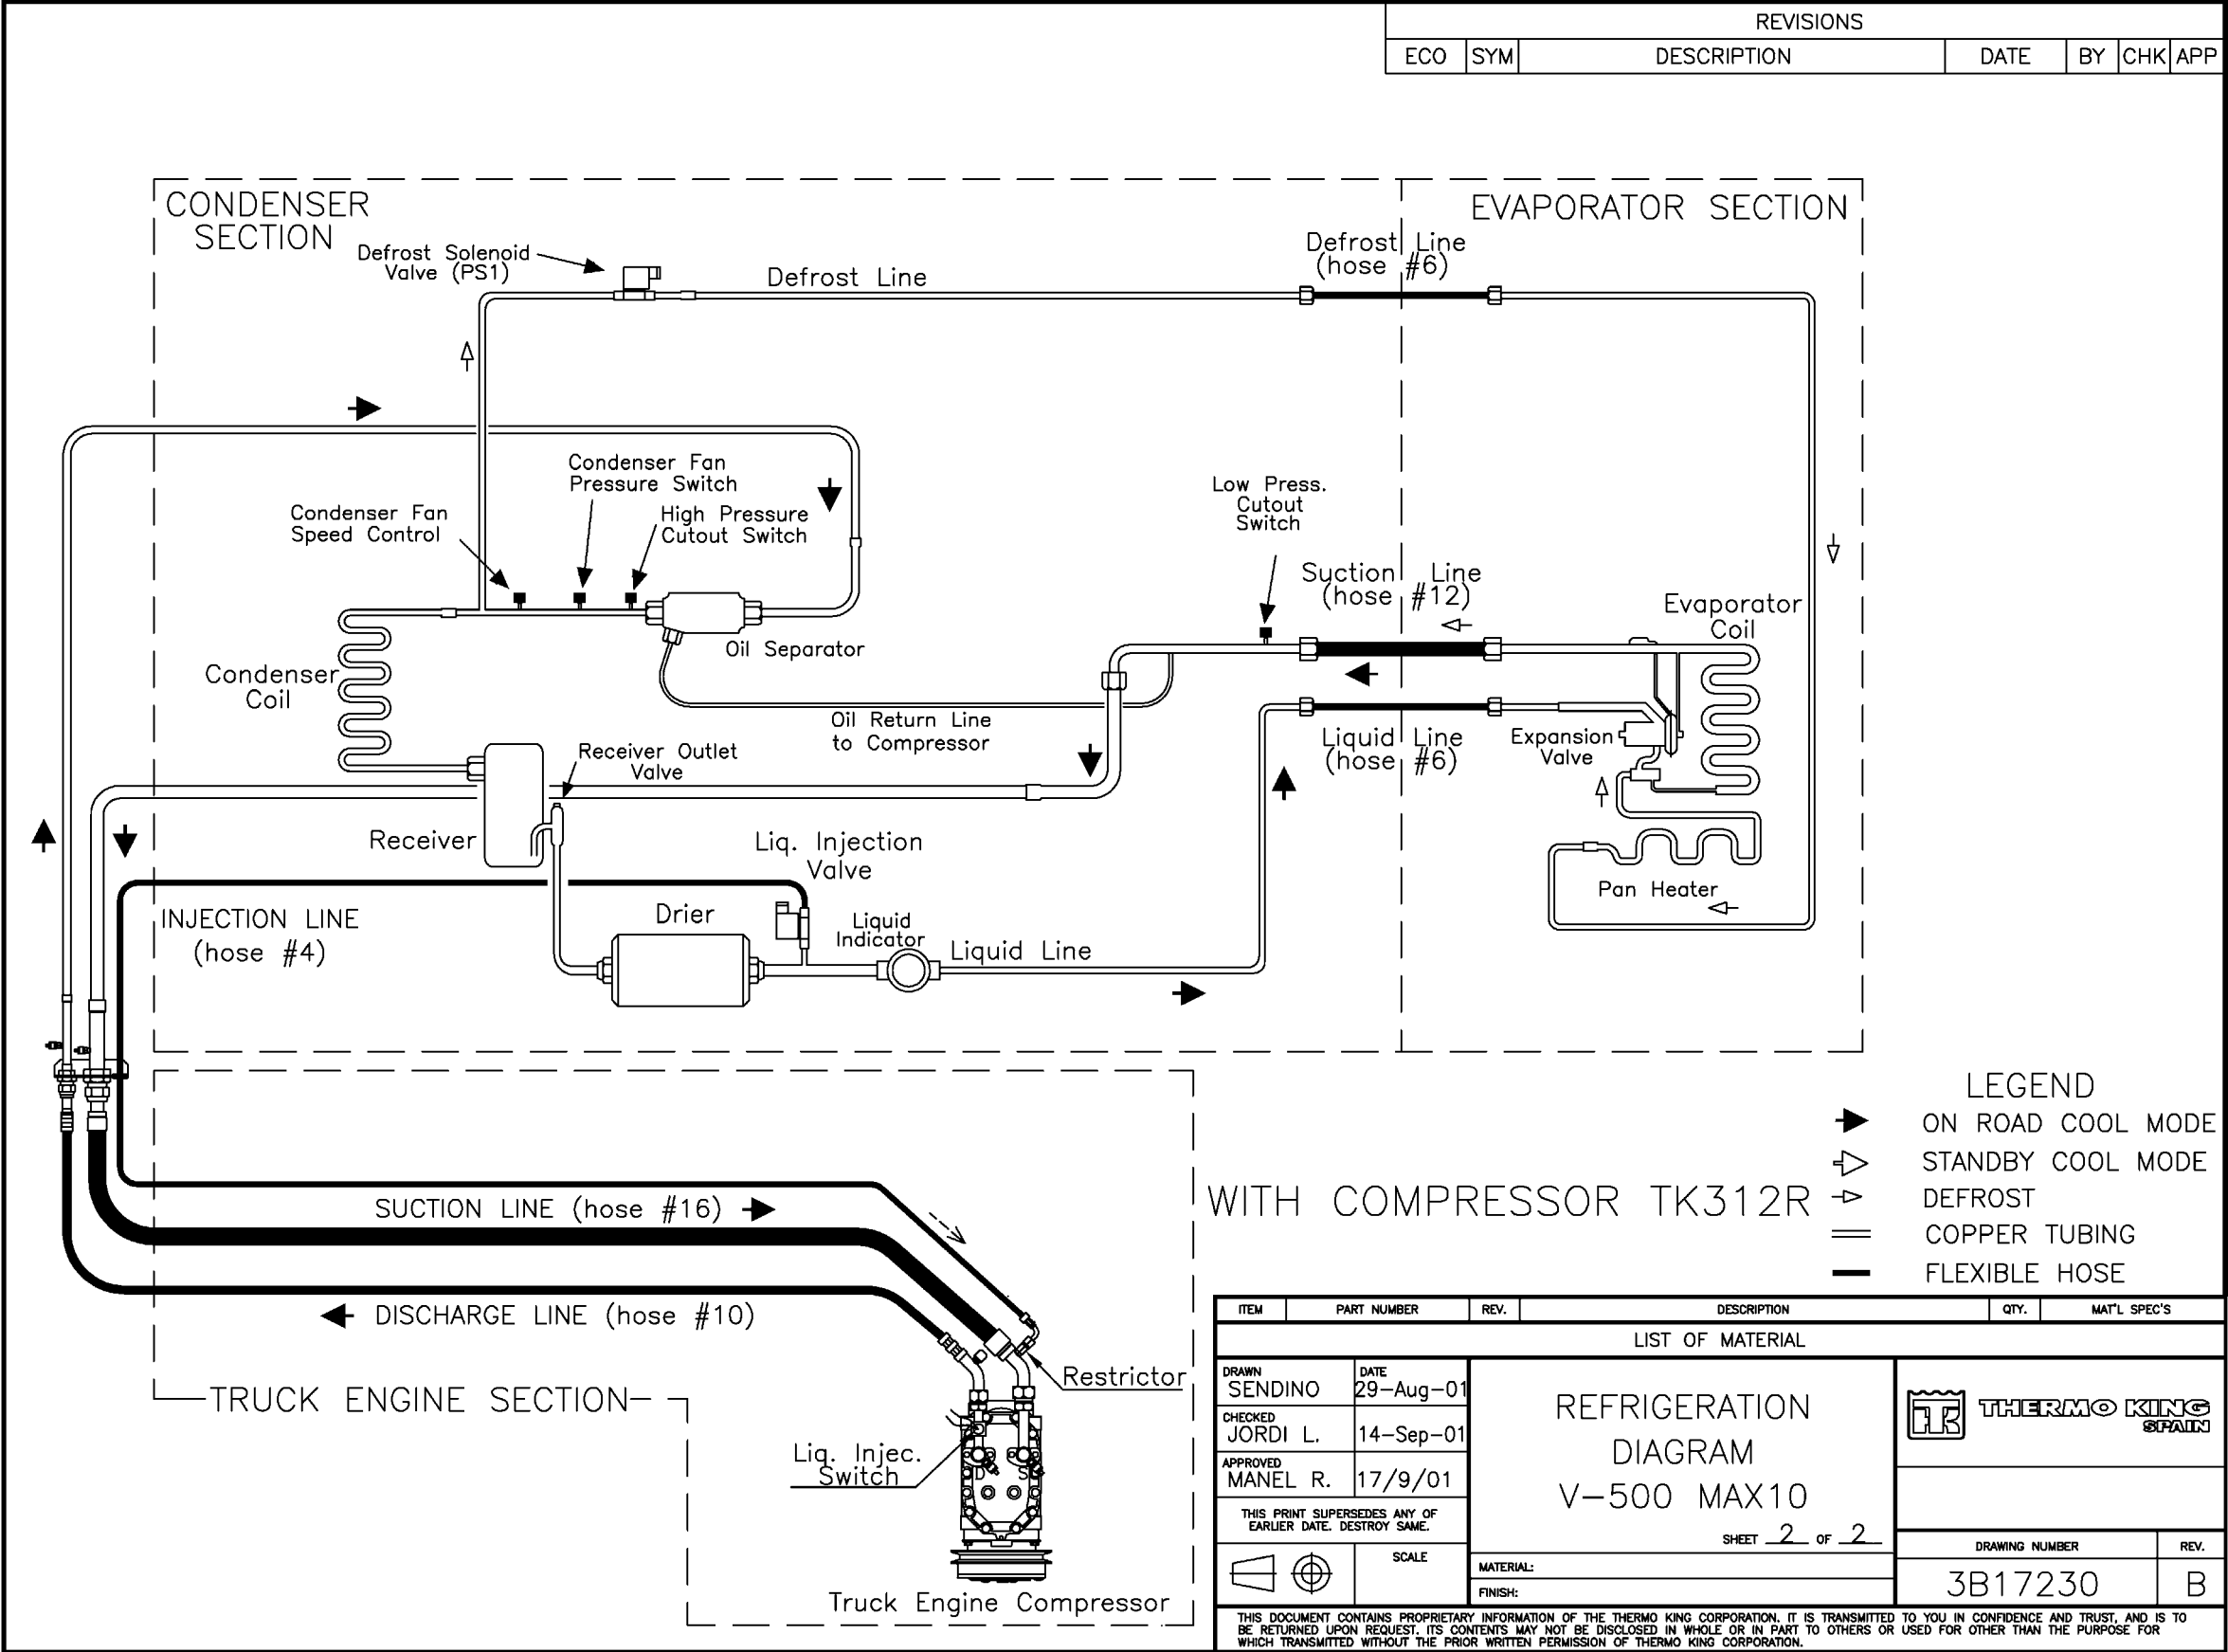 REVISIONS
ECO SYM DESCRIPTION DATE BY CHK APP
CONDENSER
SECTION
EVAPORATOR SECTION
Defrost Solenoid
Valve (PS1)
Defrost Line
Defrost Line
(hose #6)
Condenser Fan
Pressure Switch
Condenser Fan
Speed Control
High Pressure
Cutout Switch
Low Press.
Cutout
Switch
Suction Line
(hose #12)
Evaporator
Coil
Oil Separator
Condenser
Coil
Oil Return Line
to Compressor
Liquid Line
(hose #6)
Expansion
Valve
Receiver Outlet
Valve
Receiver
Liq. Injection
Valve
Pan Heater
INJECTION LINE
(hose #4)
Drier
Liquid
Indicator
Liquid Line
LEGEND
ON ROAD COOL MODE
STANDBY COOL MODE
DEFROST
COPPER TUBING
FLEXIBLE HOSE
WITH COMPRESSOR TK312R
SUCTION LINE (hose #16)
DISCHARGE LINE (hose #10)
Restrictor
TRUCK ENGINE SECTION
Liq. Injec.
Switch
D S
Truck Engine Compressor
ITEM PART NUMBER REV. DESCRIPTION QTY. MAT'L SPEC'S
LIST OF MATERIAL
DRAWN
SENDINO
DATE
29-Aug-01
CHECKED
JORDI L.
14-Sep-01
APPROVED
MANEL R.
17/9/01
THIS PRINT SUPERSEDES ANY OF
EARLIER DATE. DESTROY SAME.
SCALE
REFRIGERATION
DIAGRAM
V-500 MAX10
SHEET 2 OF 2
MATERIAL:
FINISH:
TK
THERMO KING
SPAIN
DRAWING NUMBER
3B17230
REV.
B
THIS DOCUMENT CONTAINS PROPRIETARY INFORMATION OF THE THERMO KING CORPORATION. IT IS TRANSMITTED TO YOU IN CONFIDENCE AND TRUST, AND IS TO
BE RETURNED UPON REQUEST. ITS CONTENTS MAY NOT BE DISCLOSED IN WHOLE OR IN PART TO OTHERS OR USED FOR OTHER THAN THE PURPOSE FOR
WHICH TRANSMITTED WITHOUT THE PRIOR WRITTEN PERMISSION OF THERMO KING CORPORATION.